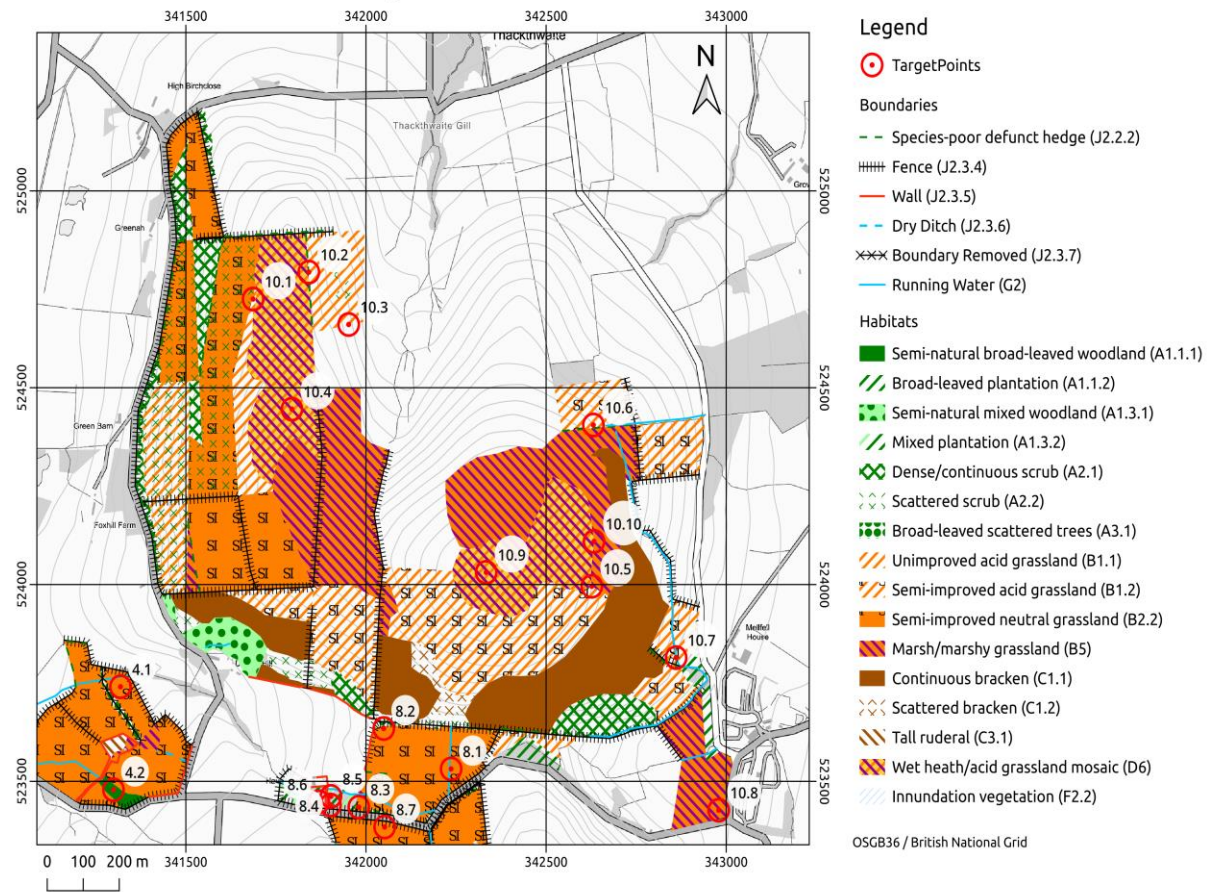 341500 342000 342500 343000
Thackthwaite
N
High Birchclose
Thackthwaite Gill
525000 525000
Greenah
10.2
10.1
10.3
10.4
524500 524500
10.6
Green Barn
Foxhill Farm
10.10
10.9
10.5
524000 524000
Mellfell
House
10.7
4.1
8.2
8.1
4.2
8.5
8.6
8.3
8.4
8.7
10.8
523500 523500
0 100 200 m
341500 342000 342500 343000
Legend
TargetPoints
Boundaries
Species-poor defunct hedge (J2.2.2)
Fence (J2.3.4)
Wall (J2.3.5)
Dry Ditch (J2.3.6)
Boundary Removed (J2.3.7)
Running Water (G2)
Habitats
Semi-natural broad-leaved woodland (A1.1.1)
Broad-leaved plantation (A1.1.2)
Semi-natural mixed woodland (A1.3.1)
Mixed plantation (A1.3.2)
Dense/continuous scrub (A2.1)
Scattered scrub (A2.2)
Broad-leaved scattered trees (A3.1)
Unimproved acid grassland (B1.1)
Semi-improved acid grassland (B1.2)
Semi-improved neutral grassland (B2.2)
Marsh/marshy grassland (B5)
Continuous bracken (C1.1)
Scattered bracken (C1.2)
Tall ruderal (C3.1)
Wet heath/acid grassland mosaic (D6)
Innundation vegetation (F2.2)
OSGB36 / British National Grid